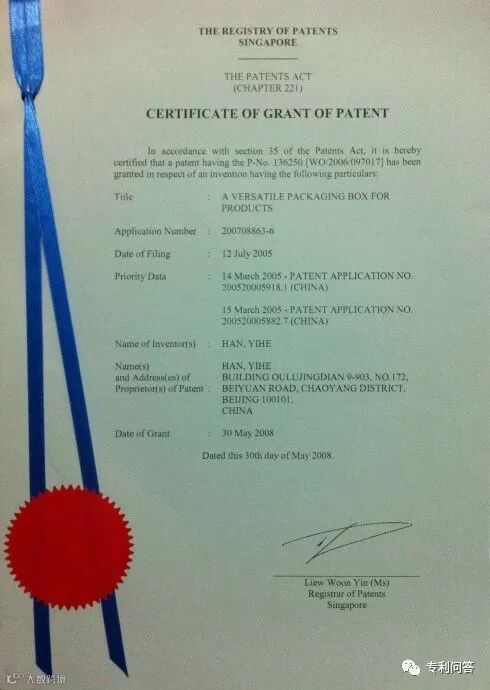 THE REGISTRY OF PATENTS
SINGAPORE
THE PATENTS ACT
(CHAPTER 221)
CERTIFICATE OF GRANT OF PATENT
In accordance with section 35 of the Patents Act, it is hereby
certified that a patent having the P-No. 136250 [WO/2006/097017] has been
granted in respect of an invention having the following particulars:
Title : A VERSATILE PACKAGING BOX FOR
PRODUCTS
Application Number : 200708863-6
Date of Filing : 12 July 2005
Priority Data : 14 March 2005 - PATENT APPLICATION NO.
200520005918.1 (CHINA)
15 March 2005 - PATENT APPLICATION NO.
200520005882.7 (CHINA)
Name of Inventor(s) : HAN, YIHE
Name(s) : HAN, YIHE
and Address(es) of BUILDING OULUJINGDIAN 9-903, NO.172,
Proprietor(s) of Patent : BEIYUAN ROAD, CHAOYANG DISTRICT,
BEIJING 100101,
CHINA
Date of Grant : 30 May 2008
Dated this 30th day of May 2008.
Liew Woon Yin (Ms)
Registrar of Patents
Singapore
专利问答
大数跨境